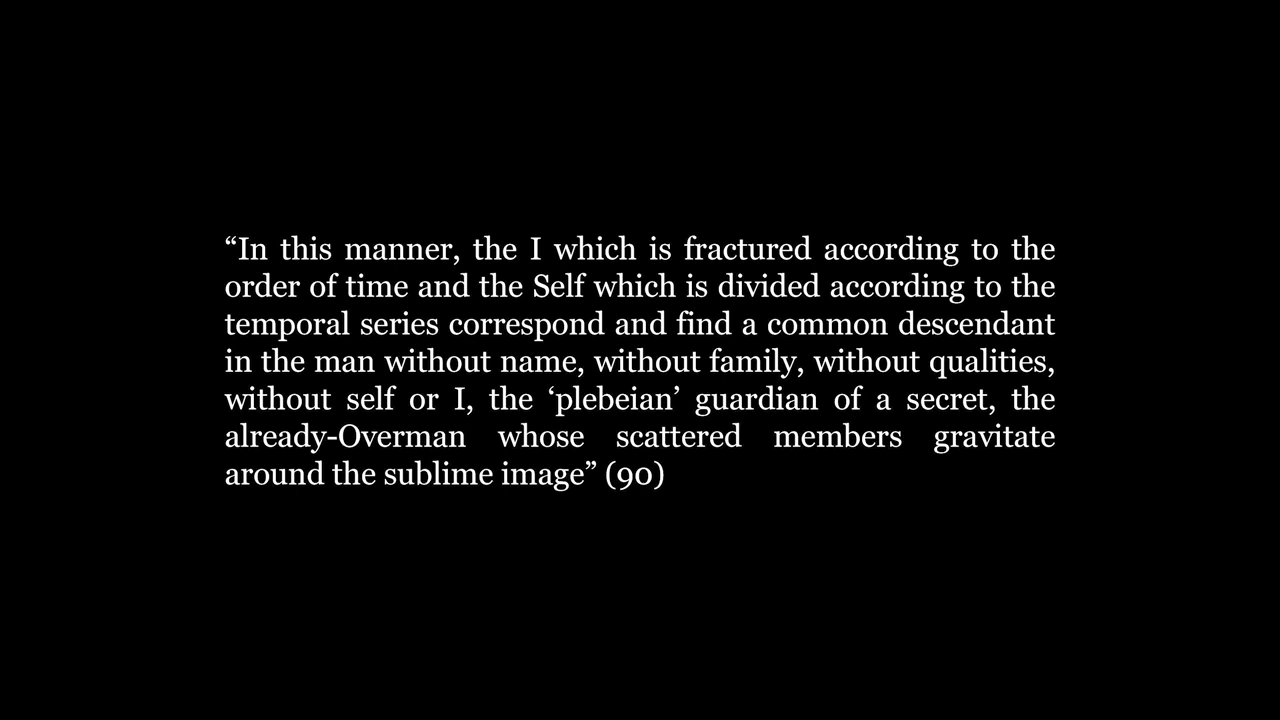 “In this manner, the I which is fractured according to the
order of time and the Self which is divided according to the
temporal series correspond and find a common descendant
in the man without name, without family, without qualities,
without self or I, the ‘plebeian’ guardian of a secret, the
already-Overman whose scattered members gravitate
around the sublime image” (90)